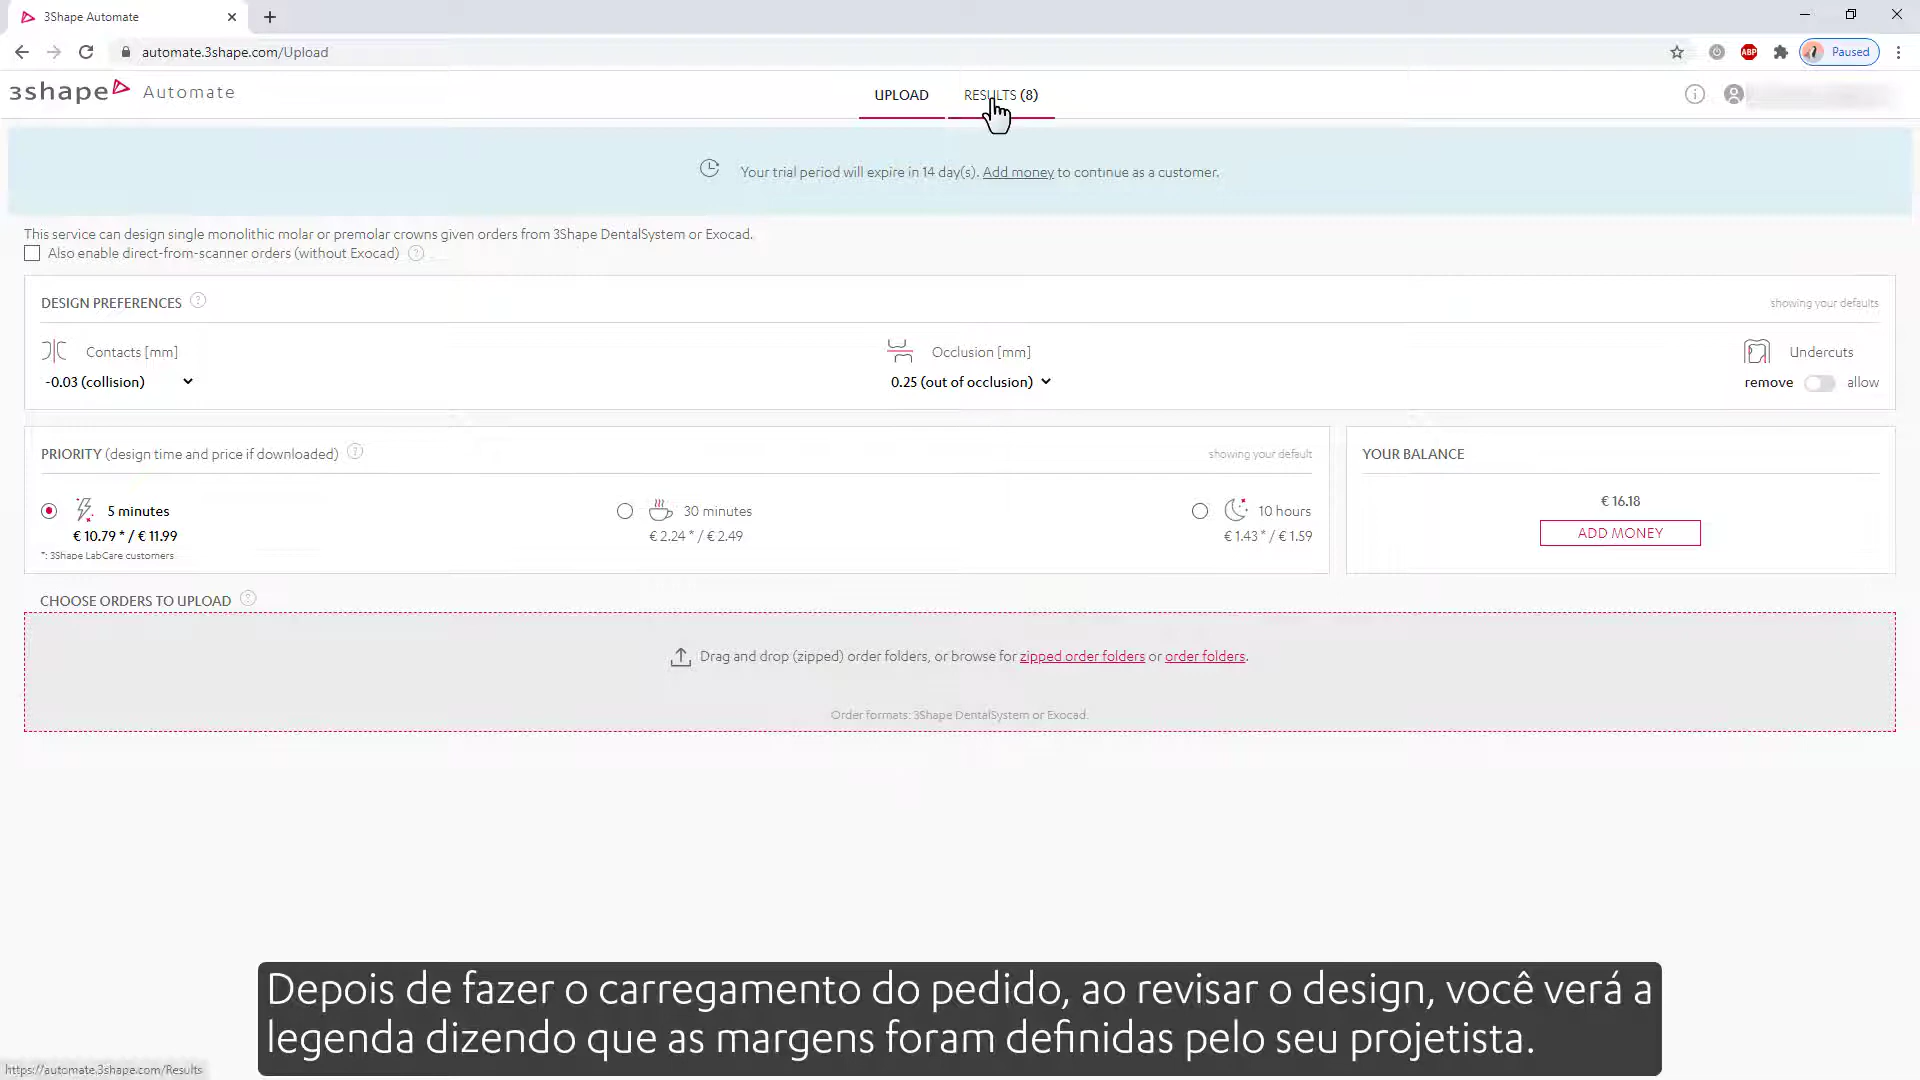 3Shape Automate
automate.3shape.com/Upload
ABP
Paused
3shape Automate
UPLOAD
RESULTS (8)
Your trial period will expire in 14 day(s). Add money to continue as a customer.
This service can design single monolithic molar or premolar crowns given orders from 3Shape DentalSystem or Exocad.
Also enable direct-from-scanner orders (without Exocad) ?
DESIGN PREFERENCES ?
showing your defaults
Contacts [mm]
Occlusion [mm]
Undercuts
-0.03 (collision)
0.25 (out of occlusion)
remove
allow
PRIORITY (design time and price if downloaded) ?
showing your default
YOUR BALANCE
5 minutes
30 minutes
10 hours
€ 10.79 * / € 11.99
€ 2.24 * / € 2.49
€ 1.43 * / € 1.59
*: 3Shape LabCare customers
€ 16.18
ADD MONEY
CHOOSE ORDERS TO UPLOAD ?
Drag and drop (zipped) order folders, or browse for zipped order folders or order folders.
Order formats: 3Shape DentalSystem or Exocad.
Depois de fazer o carregamento do pedido, ao revisar o design, você verá a
legenda dizendo que as margens foram definidas pelo seu projetista.
https://automate.3shape.com/Results